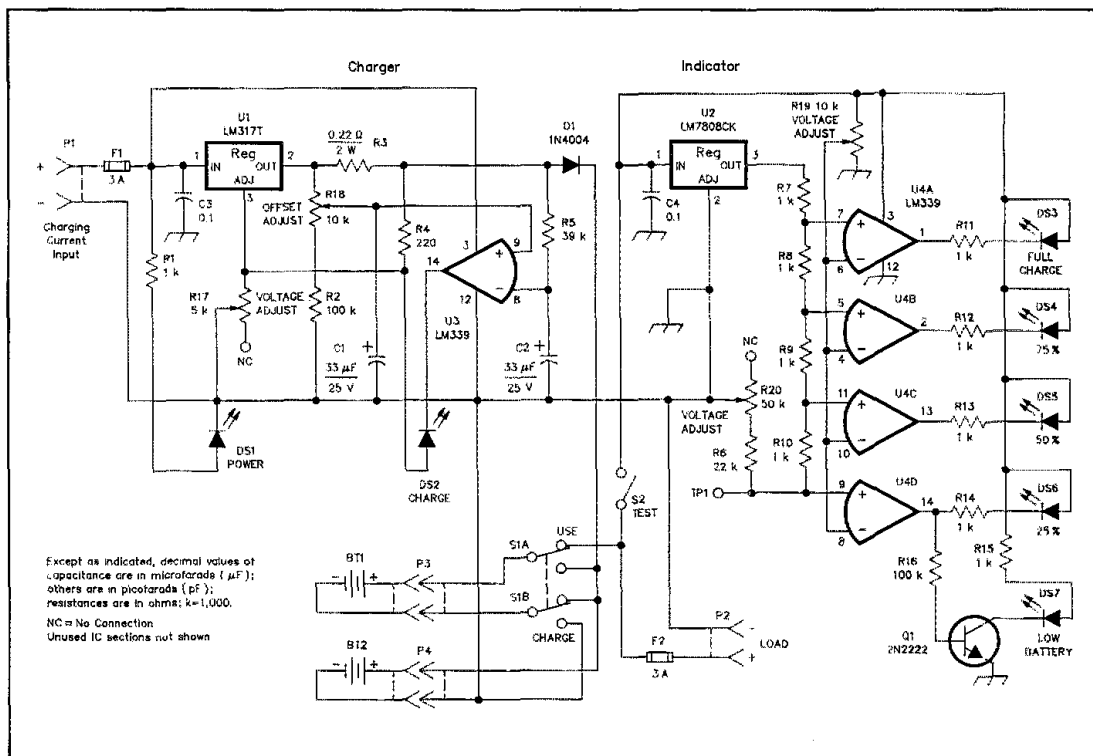 Charger
Indicator
P1
F1
3 A
+
-
Charging
Current
Input
U1
LM317T
1
IN
Reg
OUT
2
ADJ
3
C3
0.1
0.22 Ω
2 W
R3
D1
1N4004
OFFSET
ADJUST
R18
10 k
R4
220
R5
39 k
R1
1 k
R17
5 k
VOLTAGE
ADJUST
NC
R2
100 k
3
14
12
+
9
-
8
U3
LM339
C1
+
33 µF
25 V
C2
+
33 µF
25 V
DS1
POWER
DS2
CHARGE
U2
LM7808CK
1
IN
Reg
OUT
3
ADJ
2
C4
0.1
R19 10 k
VOLTAGE
ADJUST
R7
1 k
R8
1 k
R9
1 k
R10
1 k
NC
R20
50 k
VOLTAGE
ADJUST
R6
22 k
TP1
U4A
LM339
7
+
6
-
3
12
1
R11
1 k
DS3
FULL
CHARGE
U4B
5
+
4
-
2
R12
1 k
DS4
75 %
U4C
11
+
10
-
13
R13
1 k
DS5
50 %
U4D
9
+
8
-
14
R14
1 k
DS6
25 %
R15
1 k
R16
100 k
DS7
LOW
BATTERY
Q1
2N2222
S2
TEST
S1A
USE
S1B
CHARGE
BT1
-
+
P3
BT2
-
+
P4
P2
-
+
LOAD
F2
3 A
Except as indicated, decimal values of
capacitance are in microfarads ( µF);
others are in picofarads ( pF);
resistances are in ohms; k=1,000.
NC = No Connection
Unused IC sections not shown